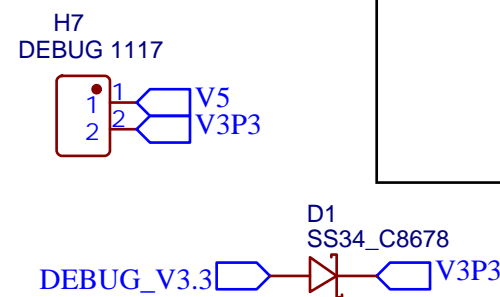 H7
DEBUG 1117
1 1 V5
2 2 V3P3
D1
SS34_C8678
DEBUG_V3.3 V3P3